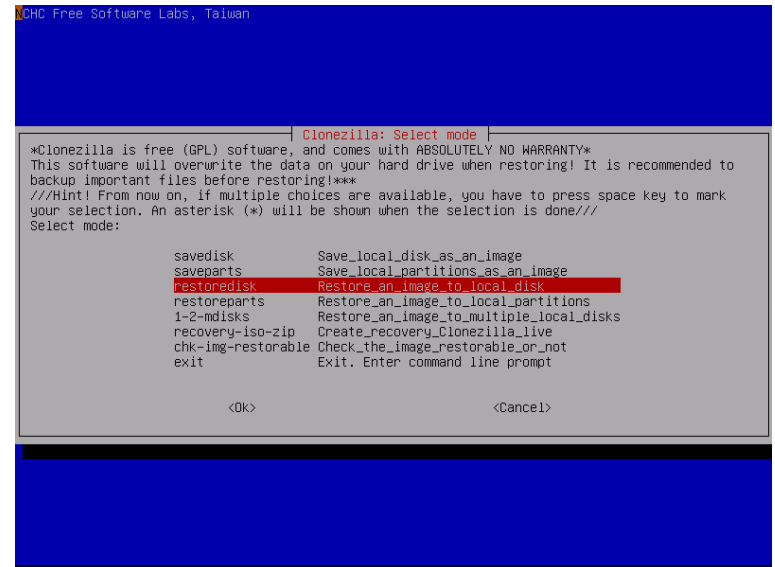 NCHC Free Software Labs, Taiwan
Clonezilla: Select mode
*Clonezilla is free (GPL) software, and comes with ABSOLUTELY NO WARRANTY*
This software will overwrite the data on your hard drive when restoring! It is recommended to
backup important files before restoring!***
///Hint! From now on, if multiple choices are available, you have to press space key to mark
your selection. An asterisk (*) will be shown when the selection is done///
Select mode:
savedisk Save_local_disk_as_an_image
saveparts Save_local_partitions_as_an_image
restoredisk Restore_an_image_to_local_disk
restoreparts Restore_an_image_to_local_partitions
1-2-mdisks Restore_an_image_to_multiple_local_disks
recovery-iso-zip Create_recovery_Clonezilla_live
chk-img-restorable Check_the_image_restorable_or_not
exit Exit. Enter command line prompt
<Ok> <Cancel>